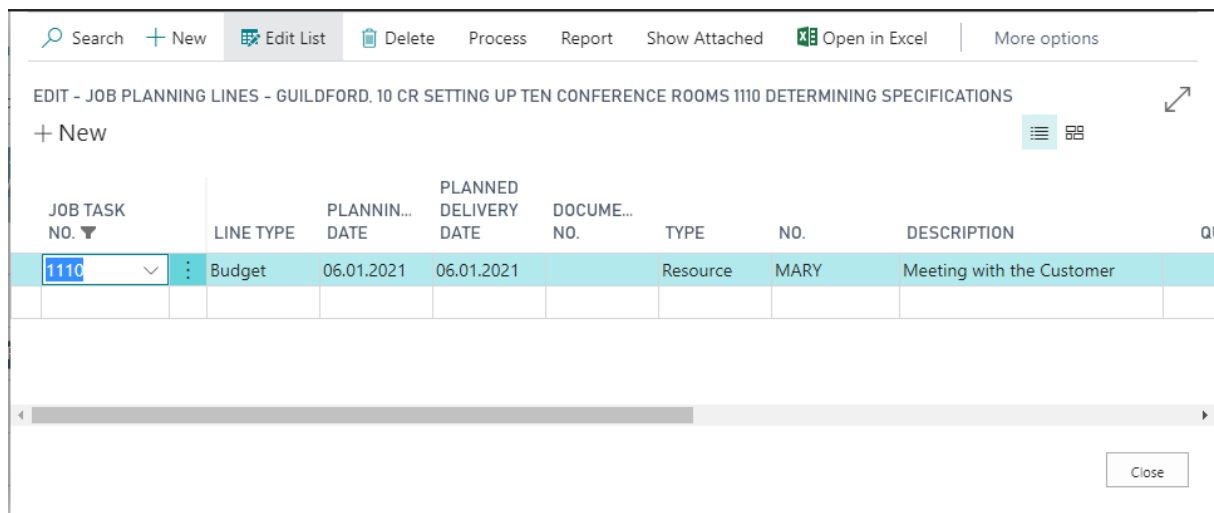 Search New Edit List Delete Process Report Show Attached Open in Excel More options
EDIT - JOB PLANNING LINES - GUILDFORD, 10 CR SETTING UP TEN CONFERENCE ROOMS 1110 DETERMINING SPECIFICATIONS
+ New
JOB TASK NO. LINE TYPE PLANNIN... DATE PLANNED DELIVERY DATE DOCUME... NO. TYPE NO. DESCRIPTION
1110 Budget 06.01.2021 06.01.2021 Resource MARY Meeting with the Customer
Close